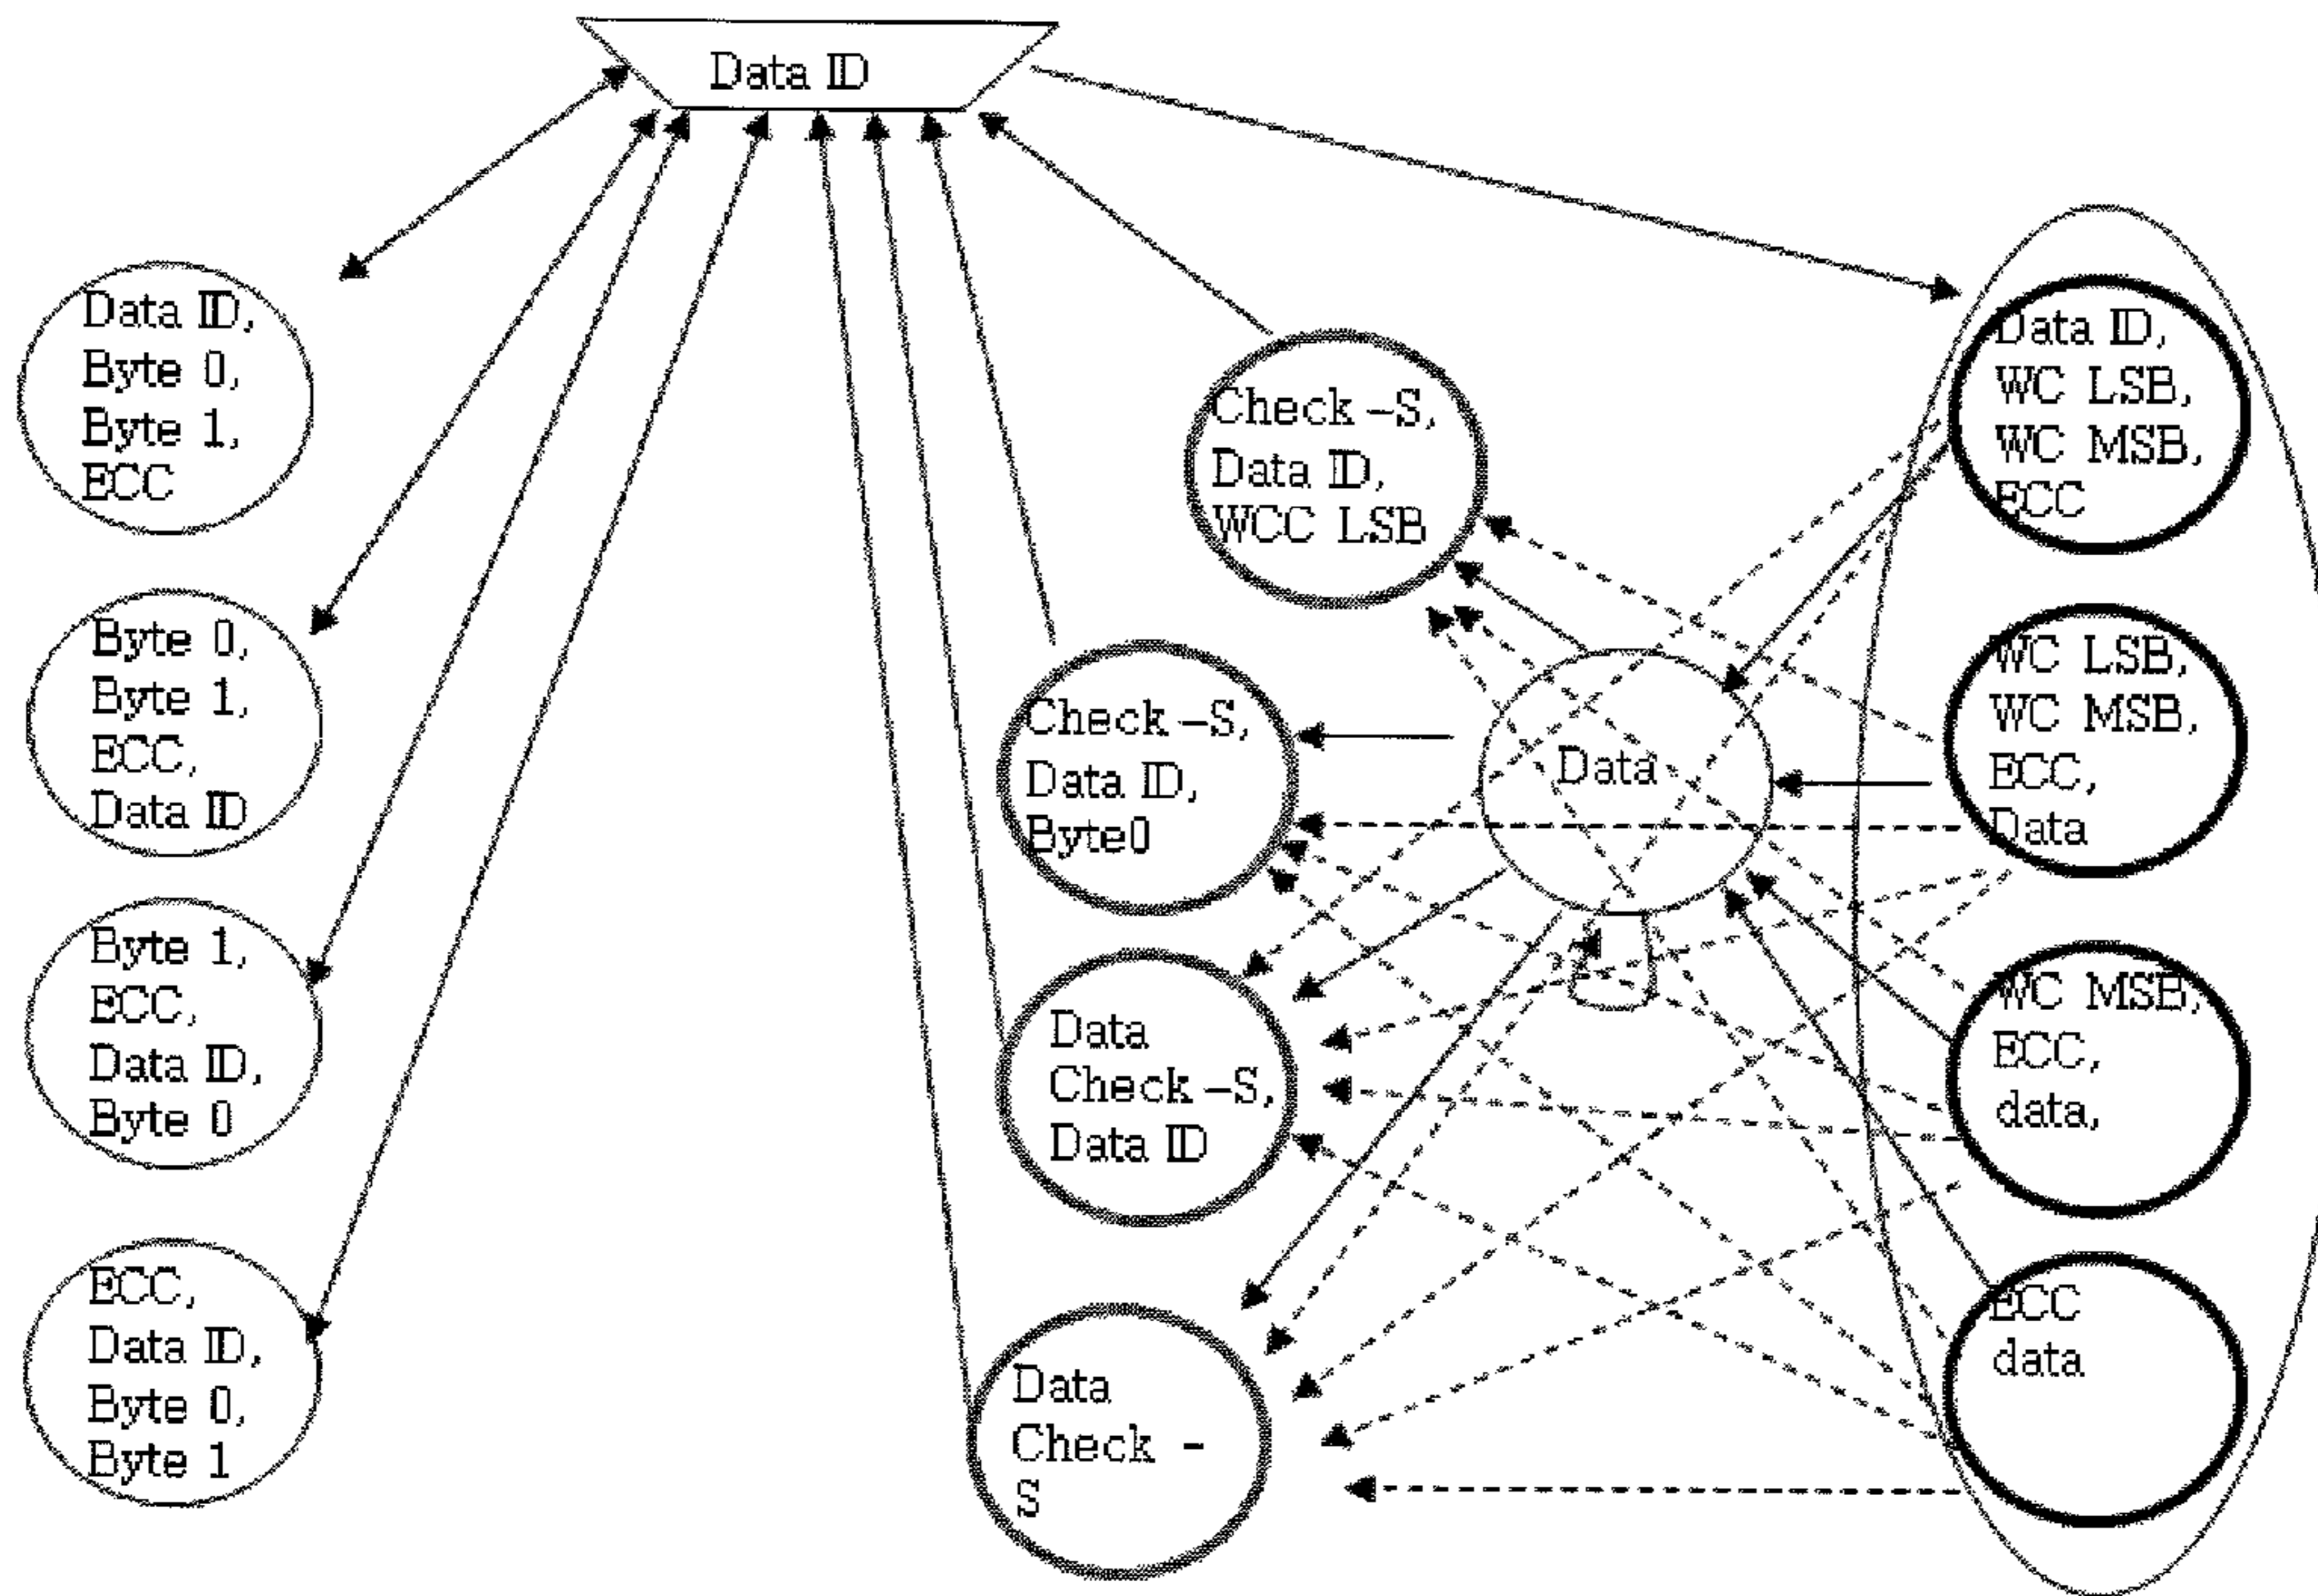 Data ID
Data ID,
Byte 0,
Byte 1,
ECC
Byte 0,
Byte 1,
ECC,
Data ID
Byte 1,
ECC,
Data ID,
Byte 0
ECC,
Data ID,
Byte 0,
Byte 1
Check -S,
Data ID,
WCC LSB
Check -S,
Data ID,
Byte0
Data
Check -S,
Data ID
Data
Check -
S
Data
Data ID,
WC LSB,
WC MSB,
ECC
WC LSB,
WC MSB,
ECC,
Data
WC MSB,
ECC,
data,
ECC
data